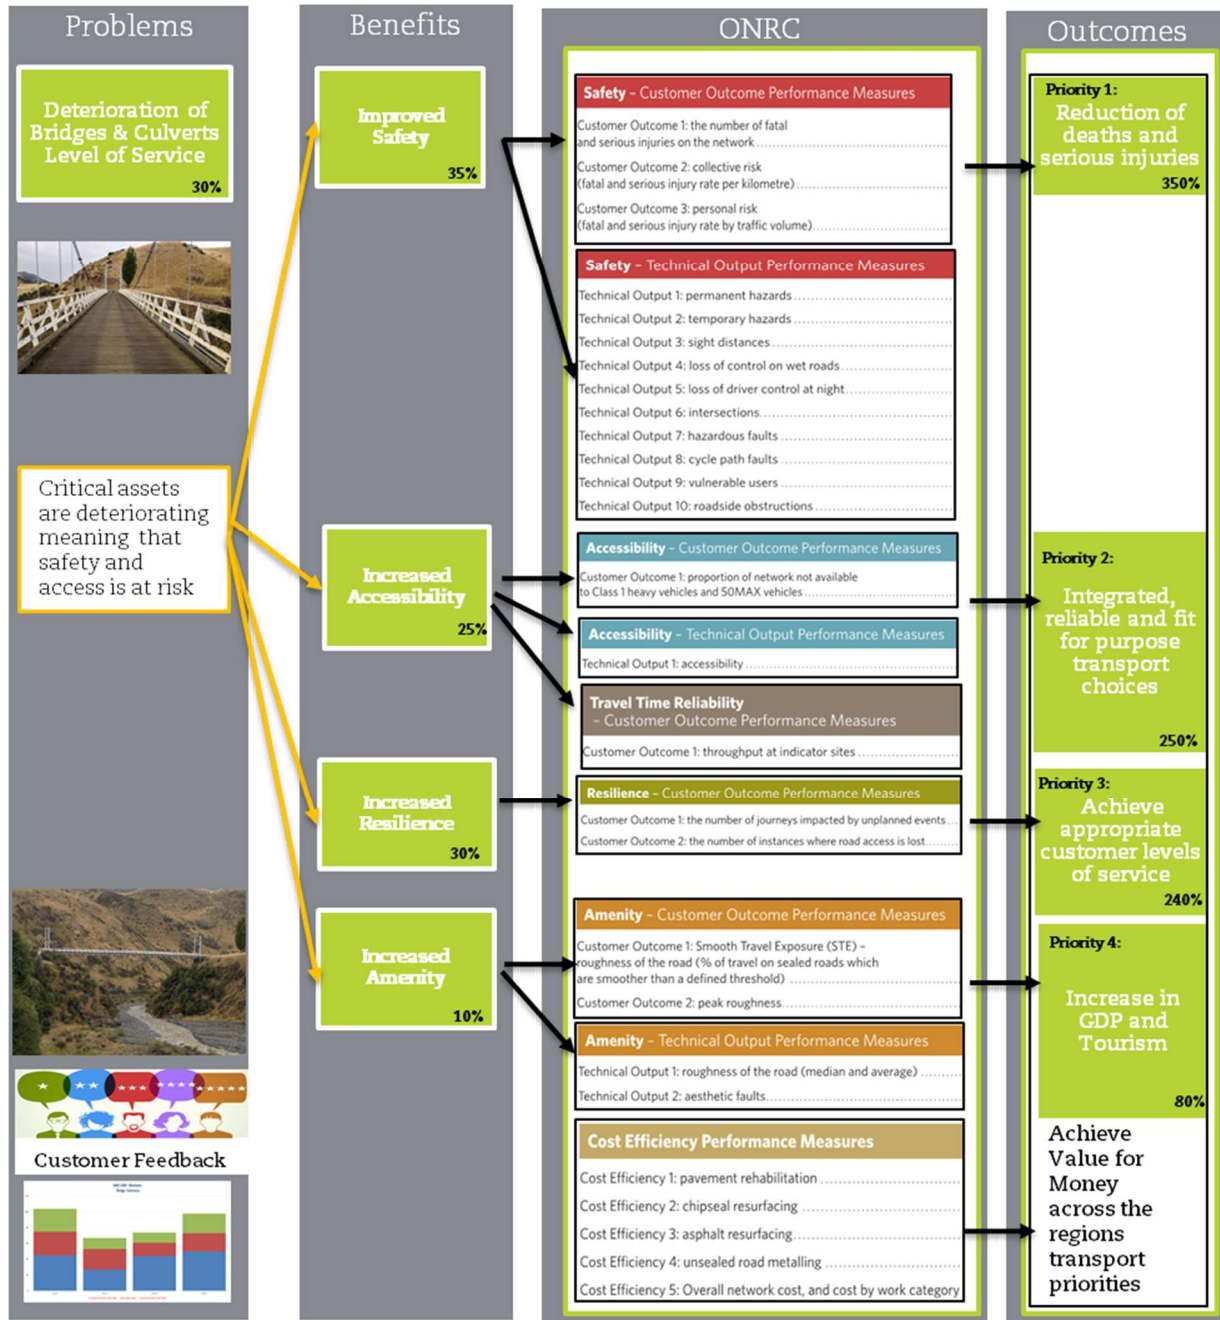 Problems
Deterioration of
Bridges & Culverts
Level of Service
30%
Critical assets
are deteriorating
meaning that
safety and
access is at risk
Customer Feedback
Benefits
Improved
Safety
35%
Increased
Accessibility
25%
Increased
Resilience
30%
Increased
Amenity
10%
ONRC
Safety – Customer Outcome Performance Measures
Customer Outcome 1: the number of fatal
and serious injuries on the network
Customer Outcome 2: collective risk
(fatal and serious injury rate per kilometre)
Customer Outcome 3: personal risk
(fatal and serious injury rate by traffic volume)
Safety – Technical Output Performance Measures
Technical Output 1: permanent hazards
Technical Output 2: temporary hazards
Technical Output 3: sight distances
Technical Output 4: loss of control on wet roads
Technical Output 5: loss of driver control at night
Technical Output 6: intersections
Technical Output 7: hazardous faults
Technical Output 8: cycle path faults
Technical Output 9: vulnerable users
Technical Output 10: roadside obstructions
Accessibility – Customer Outcome Performance Measures
Customer Outcome 1: proportion of network not available
to Class 1 heavy vehicles and 50MAX vehicles
Accessibility – Technical Output Performance Measures
Technical Output 1: accessibility
Travel Time Reliability
– Customer Outcome Performance Measures
Customer Outcome 1: throughput at indicator sites
Resilience – Customer Outcome Performance Measures
Customer Outcome 1: the number of journeys impacted by unplanned events
Customer Outcome 2: the number of instances where road access is lost
Amenity – Customer Outcome Performance Measures
Customer Outcome 1: Smooth Travel Exposure (STE) –
roughness of the road (% of travel on sealed roads which
are smoother than a defined threshold)
Customer Outcome 2: peak roughness
Amenity – Technical Output Performance Measures
Technical Output 1: roughness of the road (median and average)
Technical Output 2: aesthetic faults
Cost Efficiency Performance Measures
Cost Efficiency 1: pavement rehabilitation
Cost Efficiency 2: chipseal resurfacing
Cost Efficiency 3: asphalt resurfacing
Cost Efficiency 4: unsealed road metalling
Cost Efficiency 5: Overall network cost, and cost by work category
Outcomes
Priority 1:
Reduction of
deaths and
serious injuries
350%
Priority 2:
Integrated,
reliable and fit
for purpose
transport
choices
250%
Priority 3:
Achieve
appropriate
customer levels
of service
240%
Priority 4:
Increase in
GDP and
Tourism
80%
Achieve
Value for
Money
across the
regions
transport
priorities